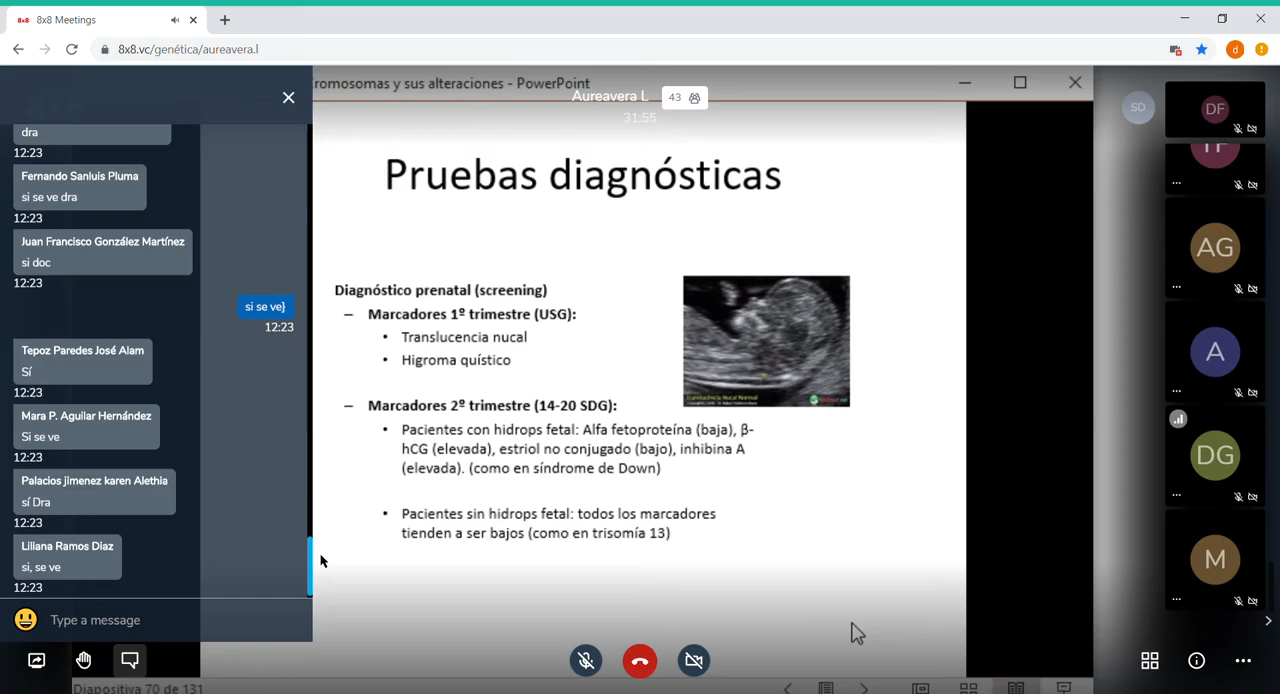 8x8 Meetings
8x8.vc/genética/aureavera.l
d
romosomas y sus alteraciones - PowerPoint
Aureavera L
43
31:55
dra
12:23
Fernando Sanluis Pluma
si se ve dra
12:23
Juan Francisco González Martínez
si doc
12:23
si se ve}
12:23
Tepoz Paredes José Alam
Sí
12:23
Mara P. Aguilar Hernández
Si se ve
12:23
Palacios jimenez karen Alethia
sí Dra
12:23
Liliana Ramos Diaz
si, se ve
12:23
Type a message
Pruebas diagnósticas
Diagnóstico prenatal (screening)
– Marcadores 1º trimestre (USG):
• Translucencia nucal
• Higroma quístico
– Marcadores 2º trimestre (14-20 SDG):
• Pacientes con hidrops fetal: Alfa fetoproteína (baja), β-
hCG (elevada), estriol no conjugado (bajo), inhibina A
(elevada). (como en síndrome de Down)
• Pacientes sin hidrops fetal: todos los marcadores
tienden a ser bajos (como en trisomía 13)
Translucencia Nucal Normal
Diapositiva 70 de 131
SD
DF
AG
A
DG
M